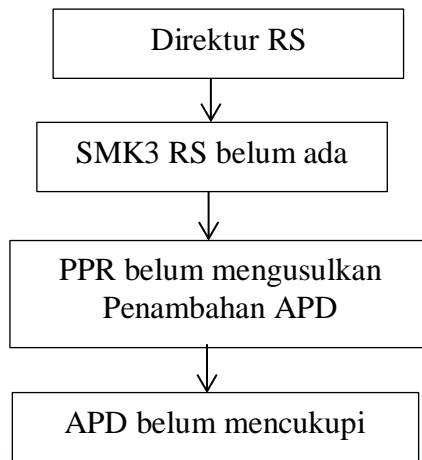 Direktur RS
SMK3 RS belum ada
PPR belum mengusulkan
Penambahan APD
APD belum mencukupi